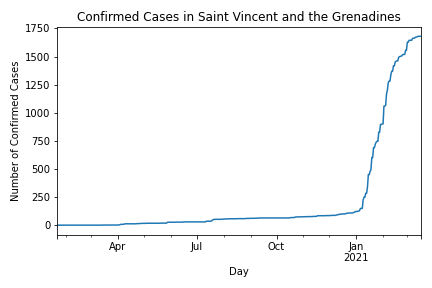 Confirmed Cases in Saint Vincent and the Grenadines
1750
1500
1250
1000
750
500
250
0
Number of Confirmed Cases
Apr
Jul
Oct
Jan
2021
Day